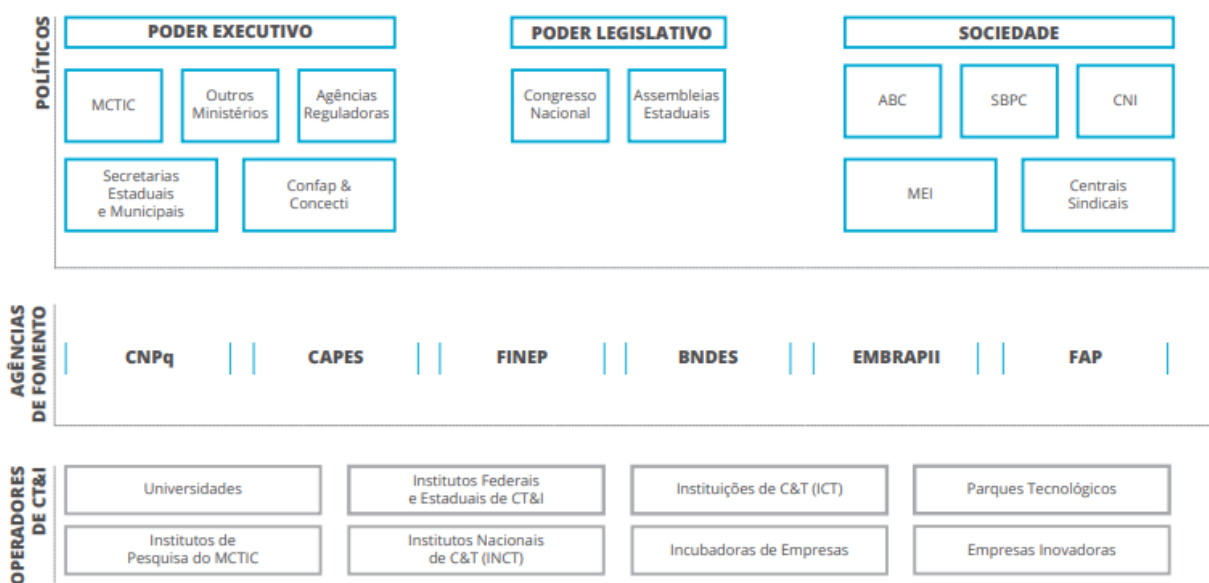 POLÍTICOS
PODER EXECUTIVO
PODER LEGISLATIVO
SOCIEDADE
MCTIC
Outros
Ministérios
Agências
Reguladoras
Congresso
Nacional
Assembleias
Estaduais
ABC
SBPC
CNI
Secretarias
Estaduais
e Municipais
Confap &
Concecti
MEI
Centrais
Sindicais
AGÊNCIAS
DE FOMENTO
CNPq
CAPES
FINEP
BNDES
EMBRAPII
FAP
OPERADORES
DE CT&I
Universidades
Institutos Federais
e Estaduais de CT&I
Instituições de C&T (ICT)
Parques Tecnológicos
Institutos de
Pesquisa do MCTIC
Institutos Nacionais
de C&T (INCT)
Incubadoras de Empresas
Empresas Inovadoras